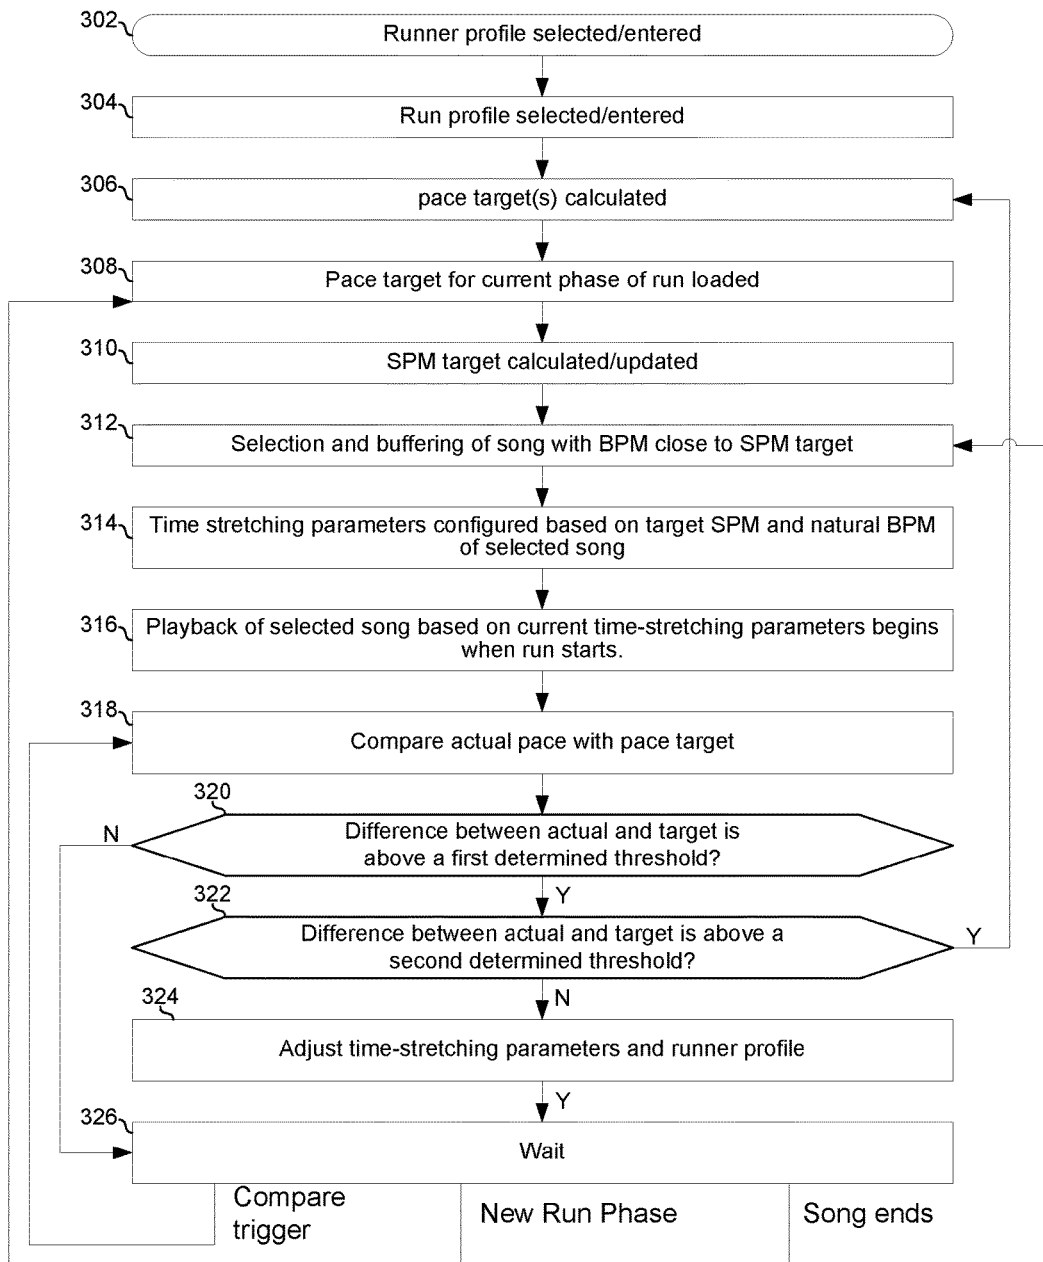 302
Runner profile selected/entered
304
Run profile selected/entered
306
pace target(s) calculated
308
Pace target for current phase of run loaded
310
SPM target calculated/updated
312
Selection and buffering of song with BPM close to SPM target
314
Time stretching parameters configured based on target SPM and natural BPM
of selected song
316
Playback of selected song based on current time-stretching parameters begins
when run starts.
318
Compare actual pace with pace target
320
N
Difference between actual and target is
above a first determined threshold?
Y
322
Difference between actual and target is above a
second determined threshold?
Y
N
324
Adjust time-stretching parameters and runner profile
Y
326
Wait
Compare
trigger
New Run Phase
Song ends